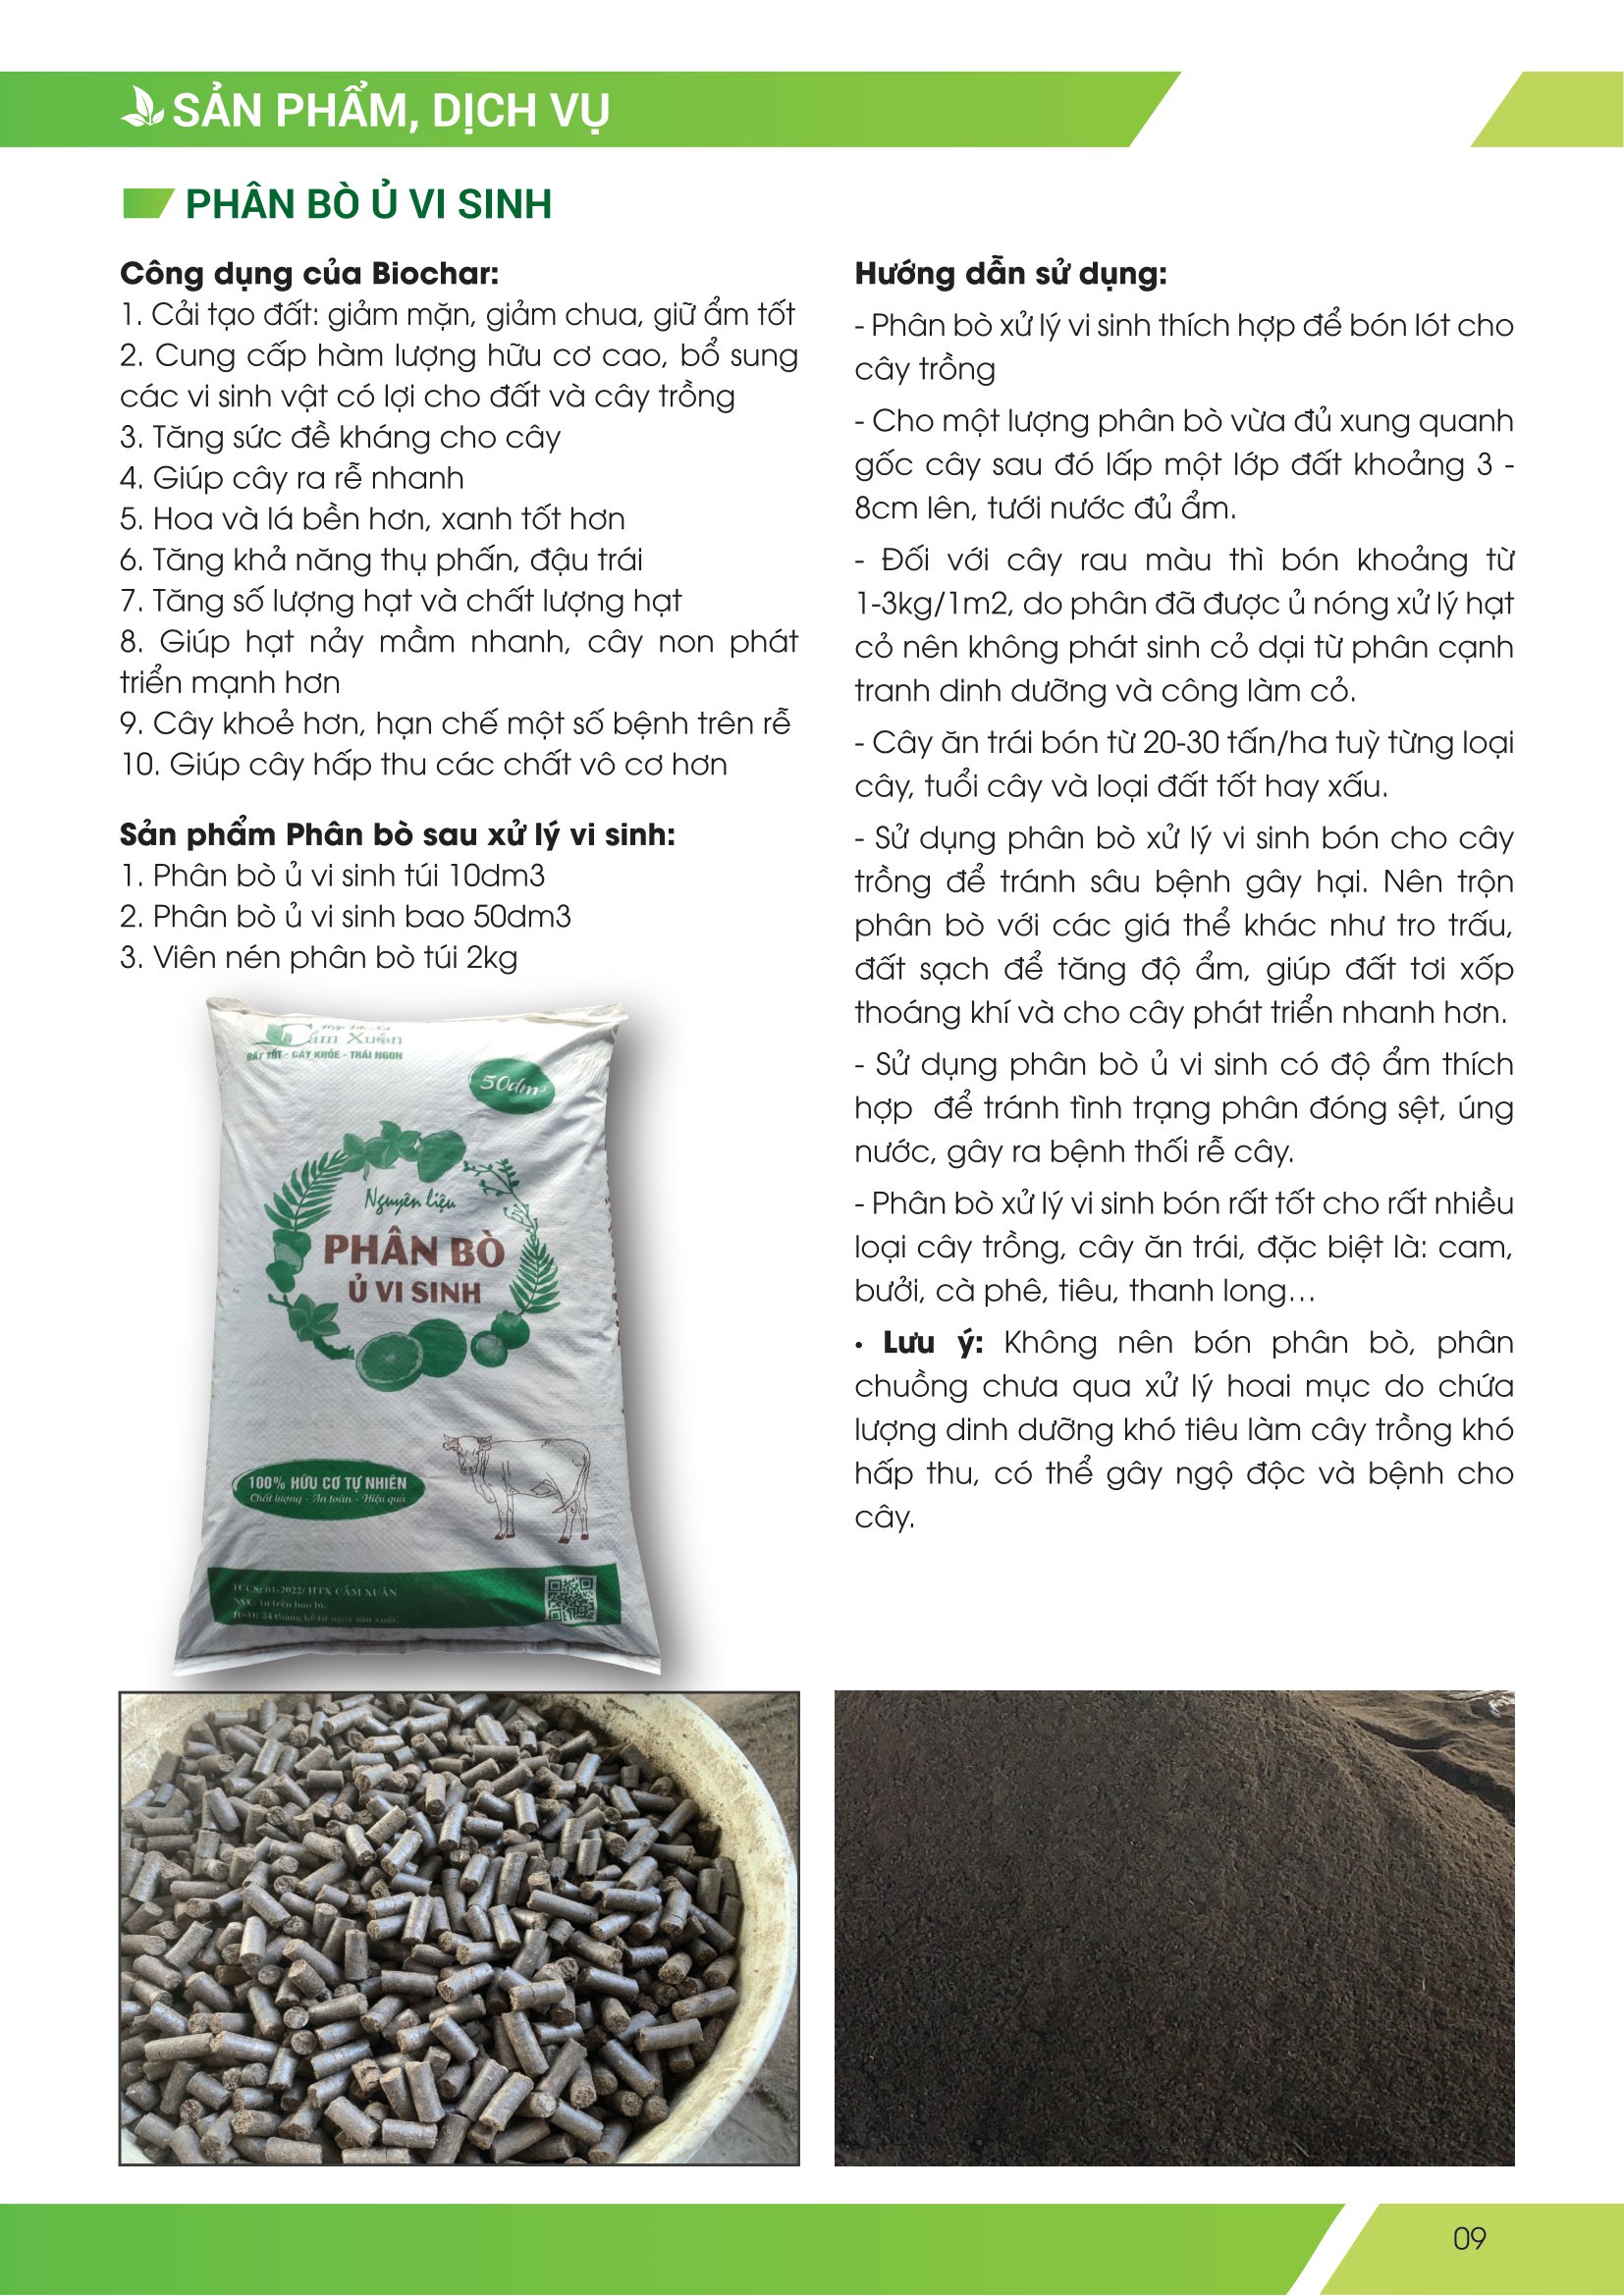 SẢN PHẨM, DỊCH VỤ
PHÂN BÒ Ủ VI SINH
Công dụng của Biochar:
1. Cải tạo đất: giảm mặn, giảm chua, giữ ẩm tốt
2. Cung cấp hàm lượng hữu cơ cao, bổ sung
các vi sinh vật có lợi cho đất và cây trồng
3. Tăng sức đề kháng cho cây
4. Giúp cây ra rễ nhanh
5. Hoa và lá bền hơn, xanh tốt hơn
6. Tăng khả năng thụ phấn, đậu trái
7. Tăng số lượng hạt và chất lượng hạt
8. Giúp hạt nảy mầm nhanh, cây non phát
triển mạnh hơn
9. Cây khoẻ hơn, hạn chế một số bệnh trên rễ
10. Giúp cây hấp thu các chất vô cơ hơn
Sản phẩm Phân bò sau xử lý vi sinh:
1. Phân bò ủ vi sinh túi 10dm3
2. Phân bò ủ vi sinh bao 50dm3
3. Viên nén phân bò túi 2kg
Hợp Tác Xã
Cẩm Xuân
ĐẤT TỐT - CÂY KHỎE - TRÁI NGON
50dm³
Nguyên liệu
PHÂN BÒ
Ủ VI SINH
100% HỮU CƠ TỰ NHIÊN
Chất lượng - An toàn - Hiệu quả
TCCS: 01-2022/ HTX CẨM XUÂN
NSX: In trên bao bì.
HSD: 24 tháng kể từ ngày sản xuất.
Hướng dẫn sử dụng:
- Phân bò xử lý vi sinh thích hợp để bón lót cho
cây trồng
- Cho một lượng phân bò vừa đủ xung quanh
gốc cây sau đó lấp một lớp đất khoảng 3 -
8cm lên, tưới nước đủ ẩm.
- Đối với cây rau màu thì bón khoảng từ
1-3kg/1m2, do phân đã được ủ nóng xử lý hạt
cỏ nên không phát sinh cỏ dại từ phân cạnh
tranh dinh dưỡng và công làm cỏ.
- Cây ăn trái bón từ 20-30 tấn/ha tuỳ từng loại
cây, tuổi cây và loại đất tốt hay xấu.
- Sử dụng phân bò xử lý vi sinh bón cho cây
trồng để tránh sâu bệnh gây hại. Nên trộn
phân bò với các giá thể khác như tro trấu,
đất sạch để tăng độ ẩm, giúp đất tơi xốp
thoáng khí và cho cây phát triển nhanh hơn.
- Sử dụng phân bò ủ vi sinh có độ ẩm thích
hợp để tránh tình trạng phân đóng sệt, úng
nước, gây ra bệnh thối rễ cây.
- Phân bò xử lý vi sinh bón rất tốt cho rất nhiều
loại cây trồng, cây ăn trái, đặc biệt là: cam,
bưởi, cà phê, tiêu, thanh long...
• Lưu ý: Không nên bón phân bò, phân
chuồng chưa qua xử lý hoai mục do chứa
lượng dinh dưỡng khó tiêu làm cây trồng khó
hấp thu, có thể gây ngộ độc và bệnh cho
cây.
09